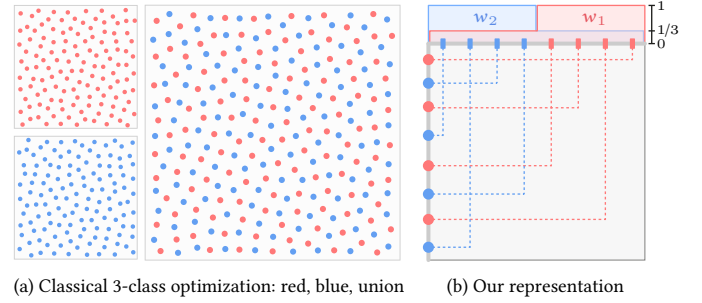 w2
w1
1
1/3
0
(a) Classical 3-class optimization: red, blue, union
(b) Our representation